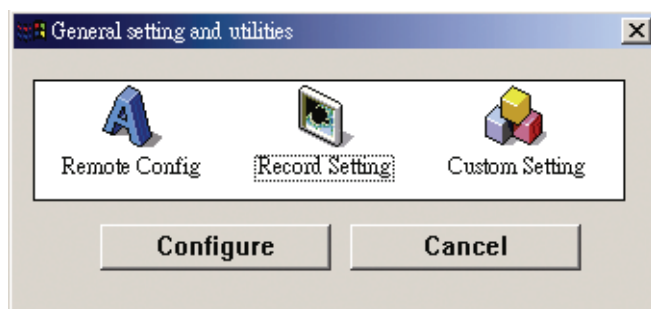 General setting and utilities
Remote Config Record Setting Custom Setting
Configure Cancel